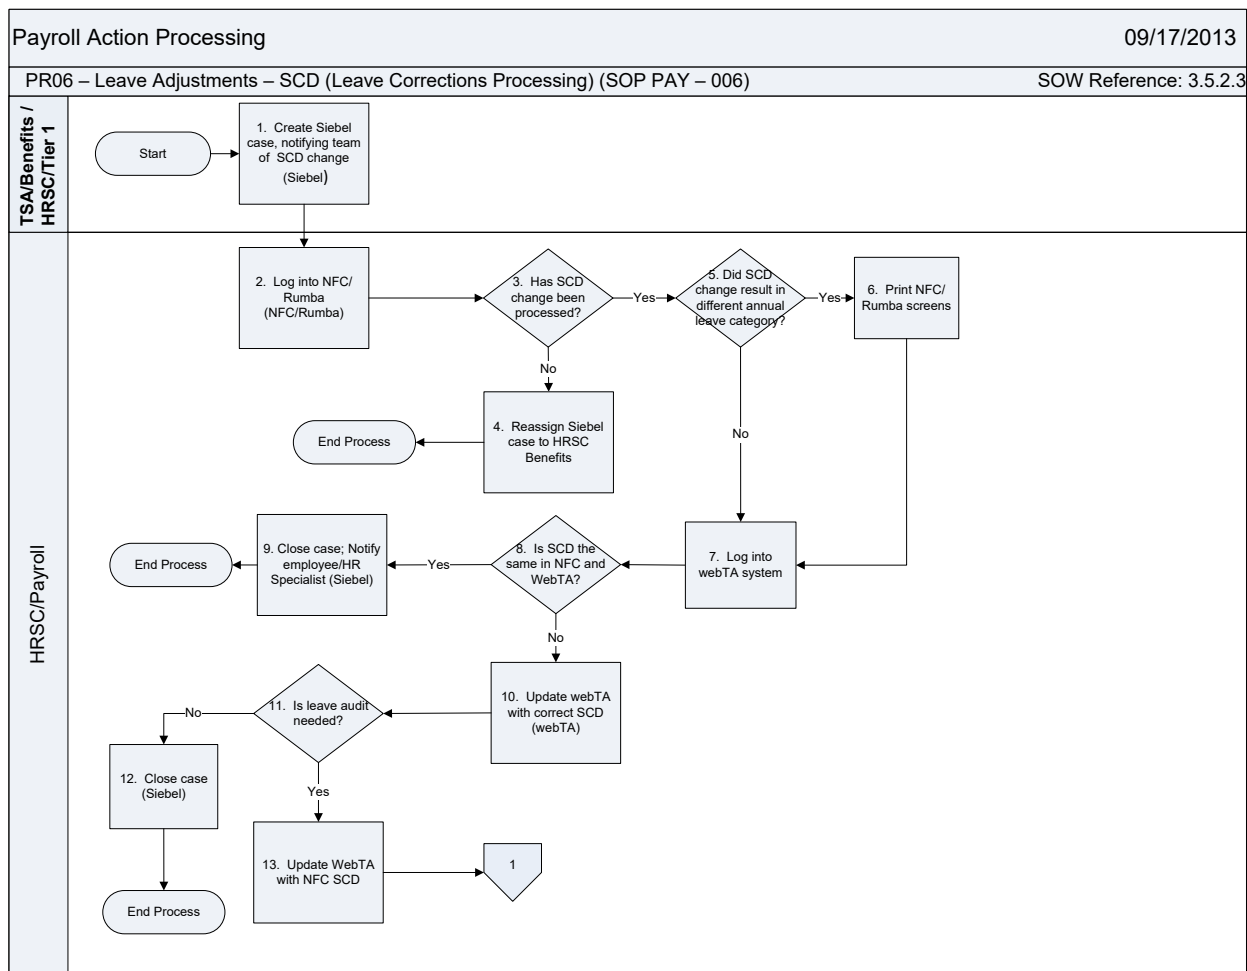 Payroll Action Processing
09/17/2013
PR06 – Leave Adjustments – SCD (Leave Corrections Processing) (SOP PAY – 006)
SOW Reference: 3.5.2.3
TSA/Benefits /
HRSC/Tier 1
Start
1. Create Siebel
case, notifying team
of SCD change
(Siebel)
HRSC/Payroll
2. Log into NFC/
Rumba
(NFC/Rumba)
3. Has SCD
change been
processed?
Yes
5. Did SCD
change result in
different annual
leave category?
Yes
6. Print NFC/
Rumba screens
No
4. Reassign Siebel
case to HRSC
Benefits
End Process
No
7. Log into
webTA system
8. Is SCD the
same in NFC and
WebTA?
Yes
9. Close case; Notify
employee/HR
Specialist (Siebel)
End Process
No
10. Update webTA
with correct SCD
(webTA)
11. Is leave audit
needed?
No
12. Close case
(Siebel)
End Process
Yes
13. Update WebTA
with NFC SCD
1